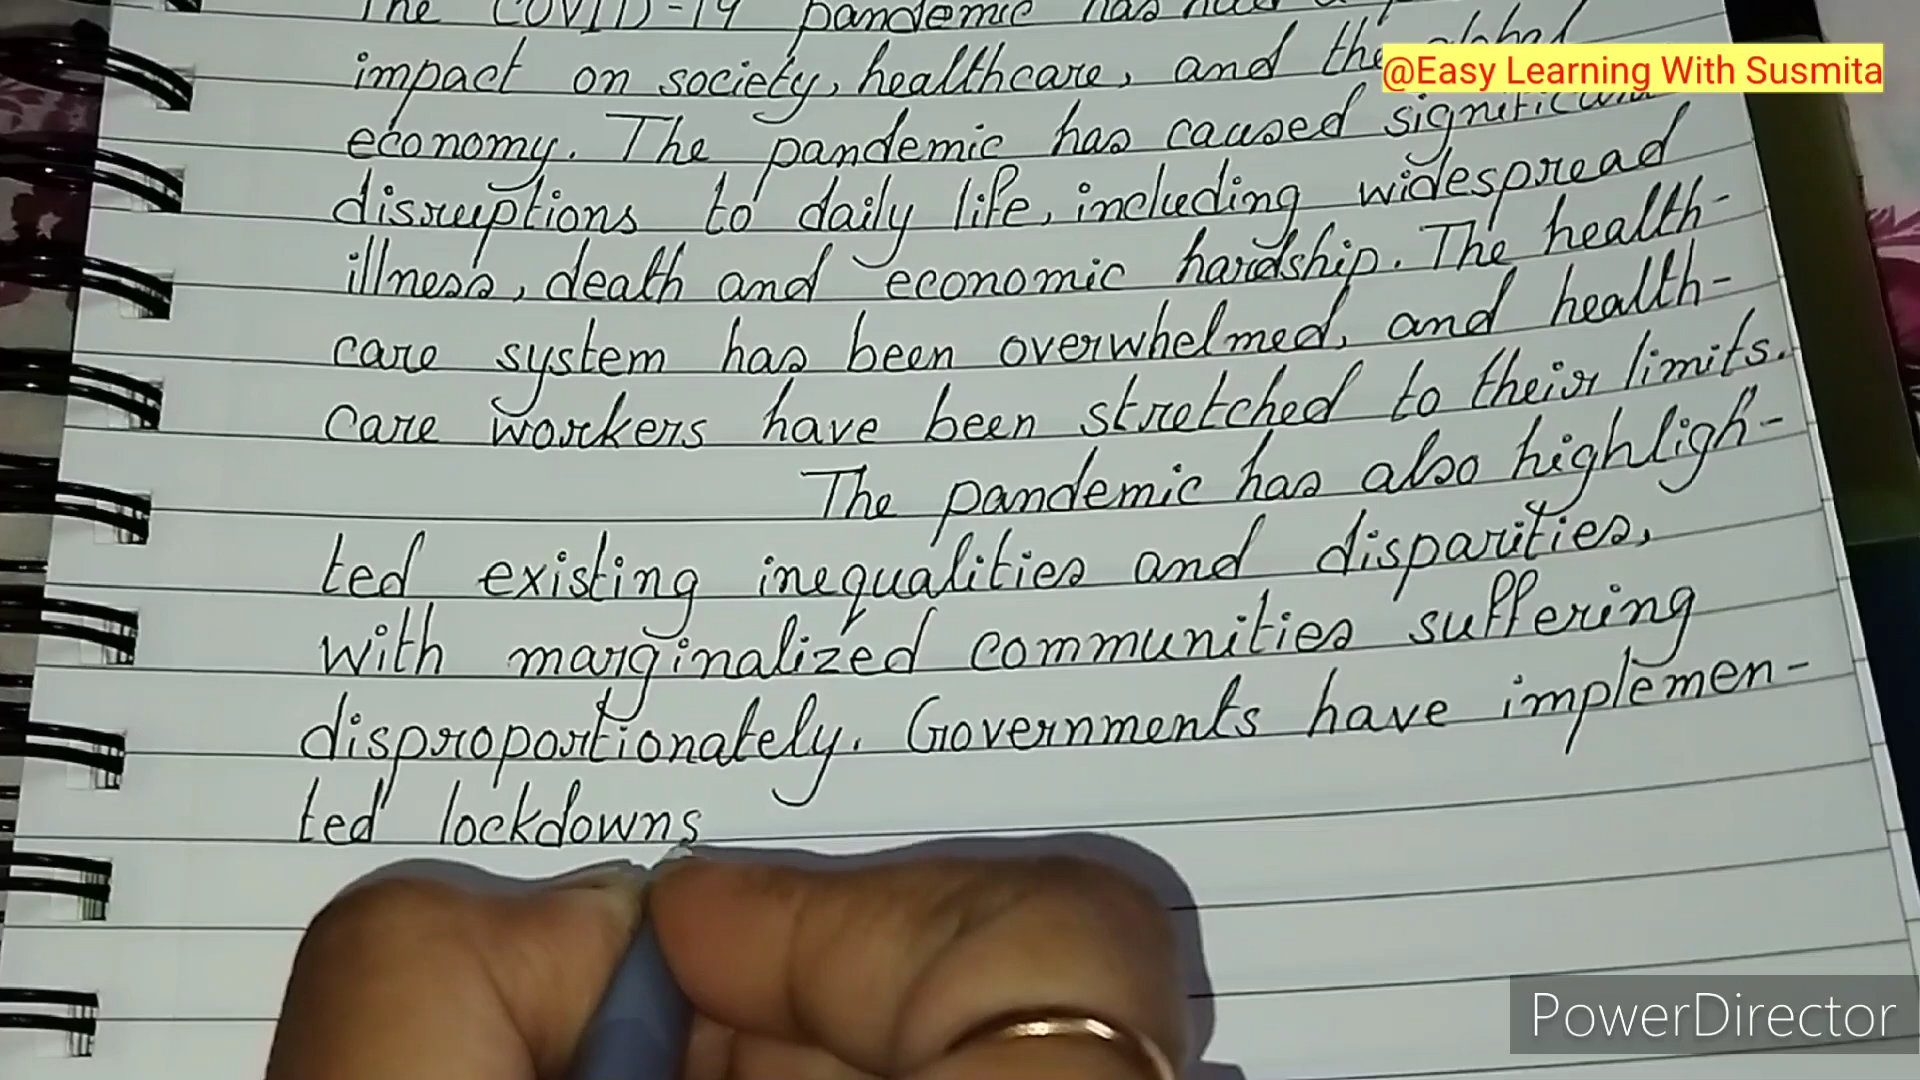 The COVID-19 pandemic has had a
impact on society, healthcare, and the global
@Easy Learning With Susmita
economy. The pandemic has caused significant
disruptions to daily life, including widespread
illness, death and economic hardship. The health-
care system has been overwhelmed, and health-
care workers have been stretched to their limits.
The pandemic has also highligh-
ted existing inequalities and disparities,
with marginalized communities suffering
disproportionately. Governments have implemen-
ted lockdowns
PowerDirector